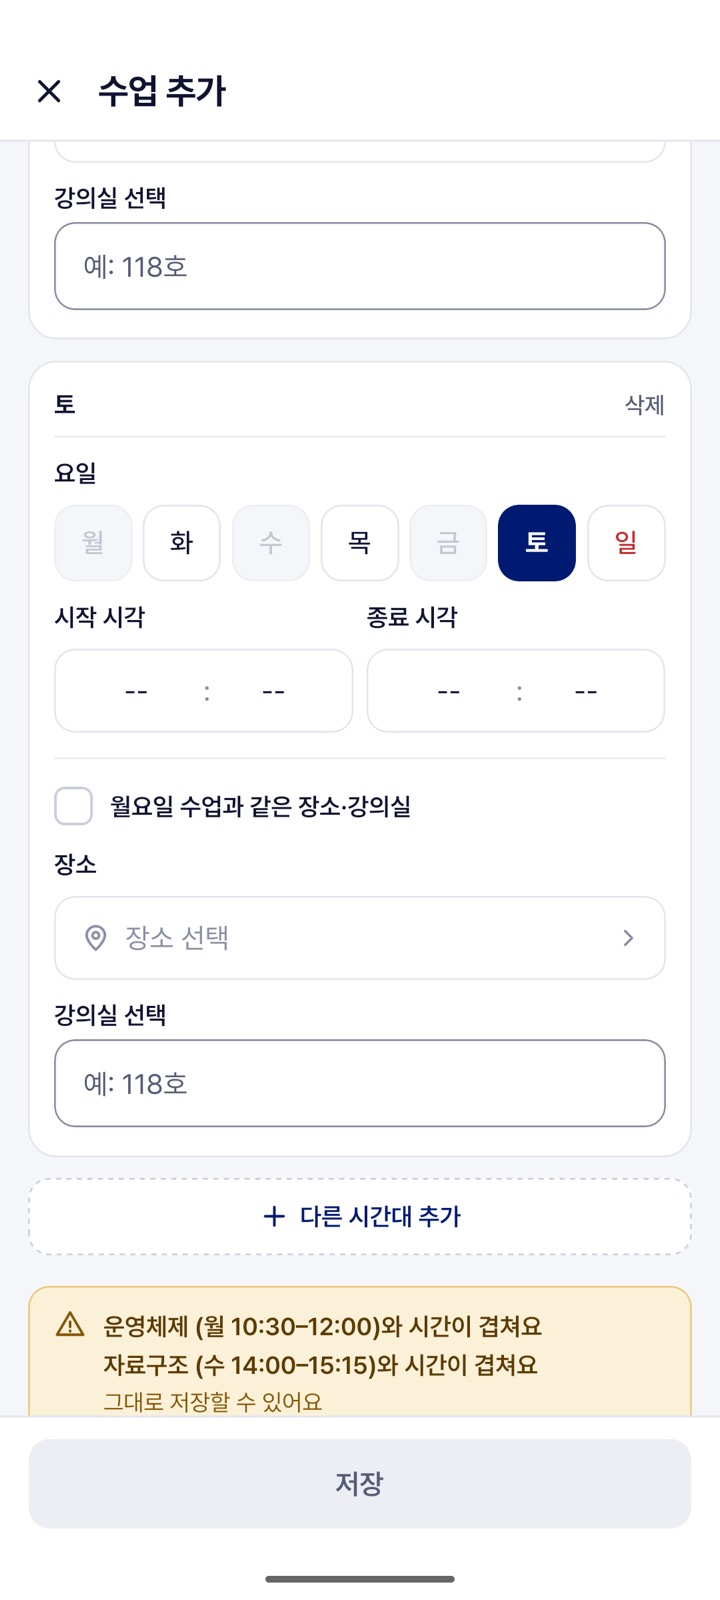 수업 추가
강의실 선택
예: 118호
토
삭제
요일
월 화 수 목 금 토 일
시작 시각 종료 시각
-- : -- -- : --
월요일 수업과 같은 장소·강의실
장소
장소 선택
강의실 선택
예: 118호
다른 시간대 추가
운영체제 (월 10:30–12:00)와 시간이 겹쳐요
자료구조 (수 14:00–15:15)와 시간이 겹쳐요
그대로 저장할 수 있어요
저장